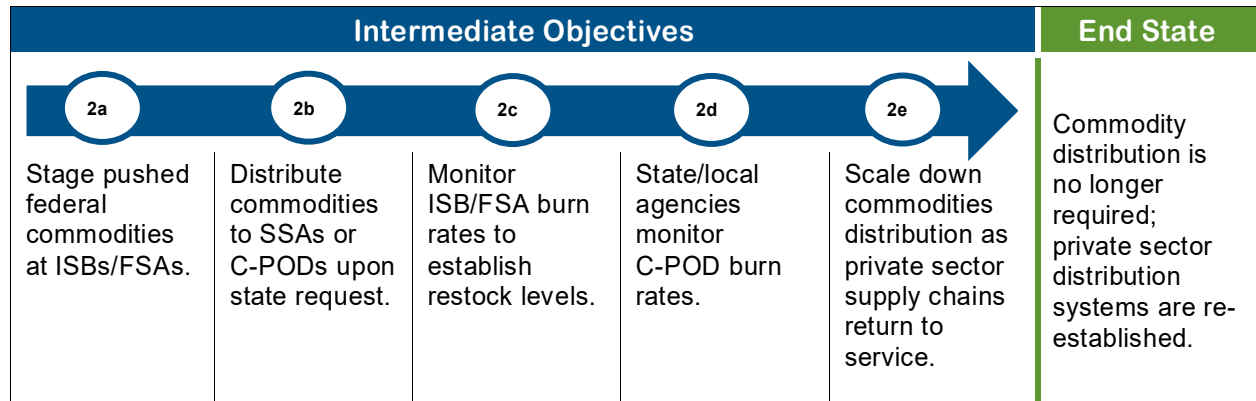 Intermediate Objectives
End State
2a
2b
2c
2d
2e
Stage pushed
federal
commodities
at ISBs/FSAs.
Distribute
commodities
to SSAs or
C-PODs upon
state request.
Monitor
ISB/FSA burn
rates to
establish
restock levels.
State/local
agencies
monitor
C-POD burn
rates.
Scale down
commodities
distribution as
private sector
supply chains
return to
service.
Commodity
distribution is
no longer
required;
private sector
distribution
systems are re-
established.